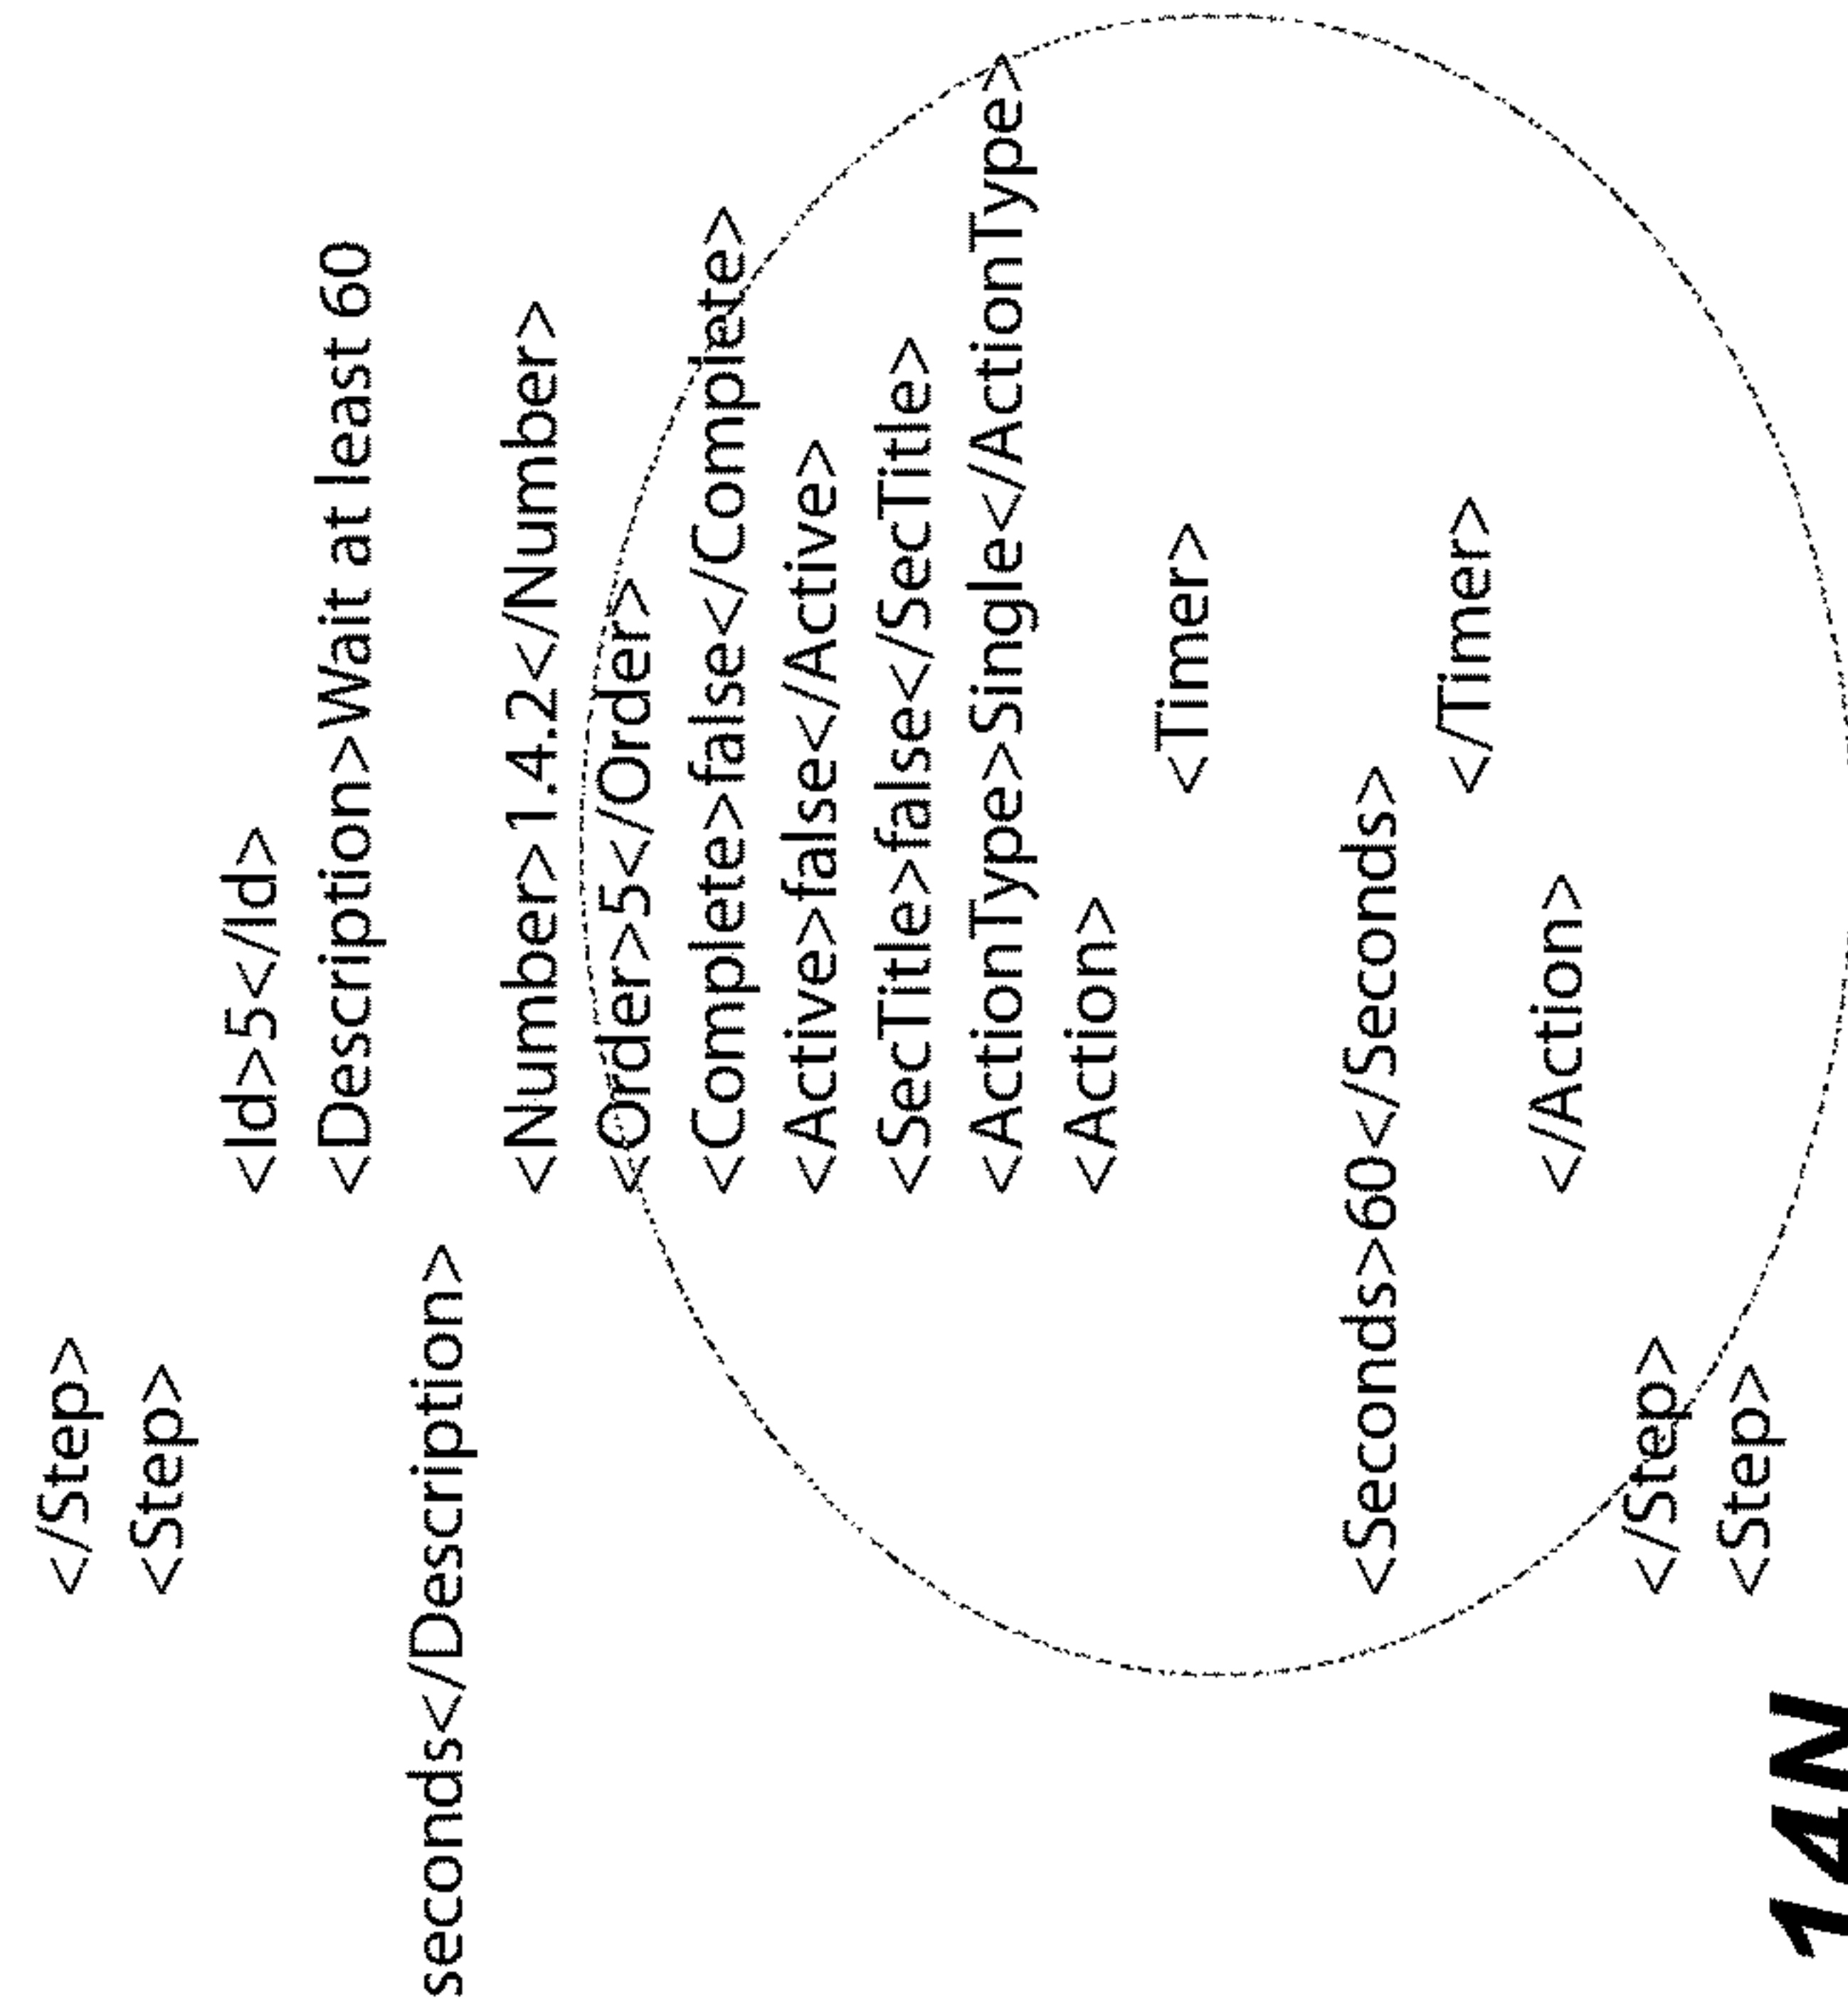 </Step>
<Step>
<Id>5</Id>
<Description>Wait at least 60
seconds</Description>
<Number>1.4.2</Number>
<Order>5</Order>
<Complete>false</Complete>
<Active>false</Active>
<SecTitle>false</SecTitle>
<ActionType>Single</ActionType>
<Action>
<Timer>
<Seconds>60</Seconds>
</Timer>
</Action>
</Step>
<Step>
14N